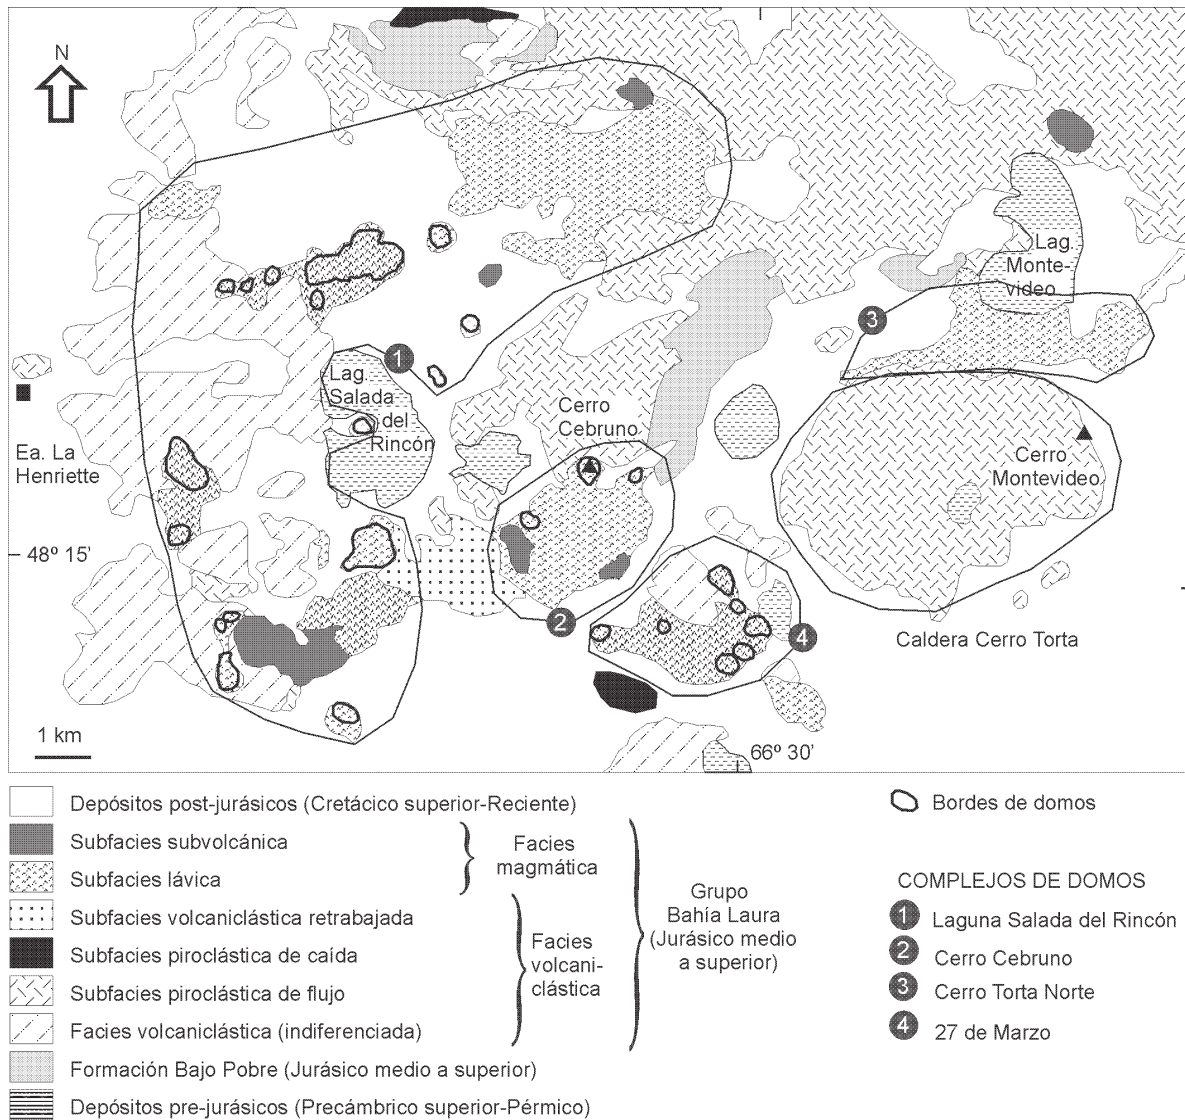 N
Lag.
Monte-
video
3
1
Lag.
Salada
del
Rincón
Cerro
Cebruno
Ea. La
Henriette
Cerro
Montevideo
48º 15’
2
4
Caldera Cerro Torta
1 km
66º 30’
Depósitos post-jurásicos (Cretácico superior-Reciente)
Subfacies subvolcánica
Subfacies lávica
Subfacies volcaniclástica retrabajada
Subfacies piroclástica de caída
Subfacies piroclástica de flujo
Facies volcaniclástica (indiferenciada)
Formación Bajo Pobre (Jurásico medio a superior)
Depósitos pre-jurásicos (Precámbrico superior-Pérmico)
Facies
magmática
Facies
volcani-
clástica
Grupo
Bahía Laura
(Jurásico medio
a superior)
Bordes de domos
COMPLEJOS DE DOMOS
1 Laguna Salada del Rincón
2 Cerro Cebruno
3 Cerro Torta Norte
4 27 de Marzo